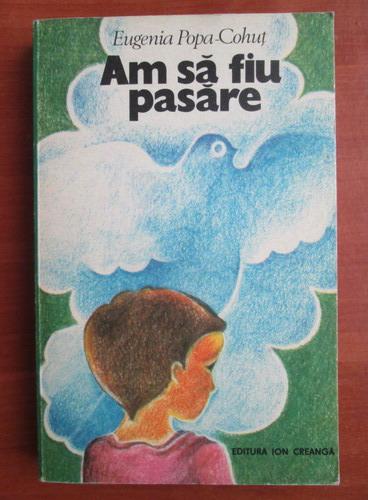 Eugenia Popa-Cohuț
Am să fiu
pasăre
EDITURA ION CREANGĂ